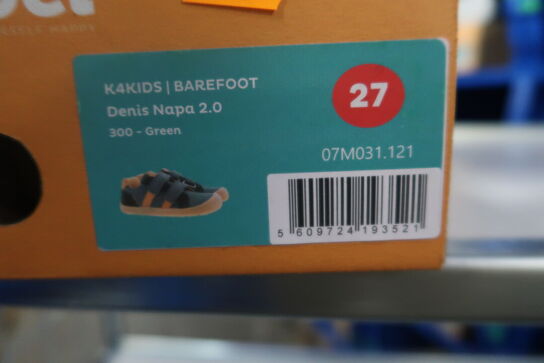 K4KIDS | BAREFOOT
Denis Napa 2.0
300 - Green
27
07M031.121
5 609724 193521